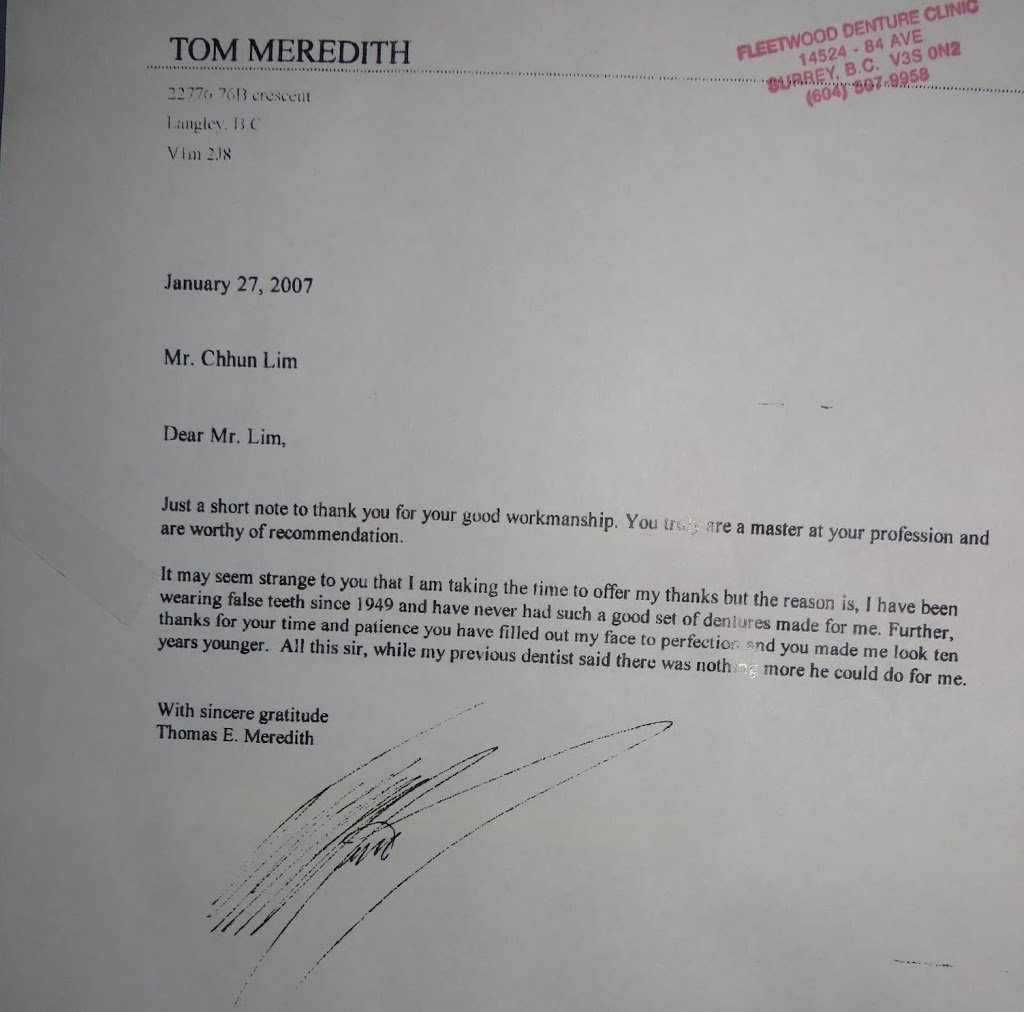 TOM MEREDITH
FLEETWOOD DENTURE CLINIC
14524 - 84 AVE
SURREY, B.C. V3S 0N2
(604) 507-9958
22776 76B crescent
Langley, B.C
V1m 2J8
January 27, 2007
Mr. Chhun Lim
Dear Mr. Lim,
Just a short note to thank you for your good workmanship. You truly are a master at your profession and
are worthy of recommendation.
It may seem strange to you that I am taking the time to offer my thanks but the reason is, I have been
wearing false teeth since 1949 and have never had such a good set of dentures made for me. Further,
thanks for your time and patience you have filled out my face to perfection and you made me look ten
years younger. All this sir, while my previous dentist said there was nothing more he could do for me.
With sincere gratitude
Thomas E. Meredith